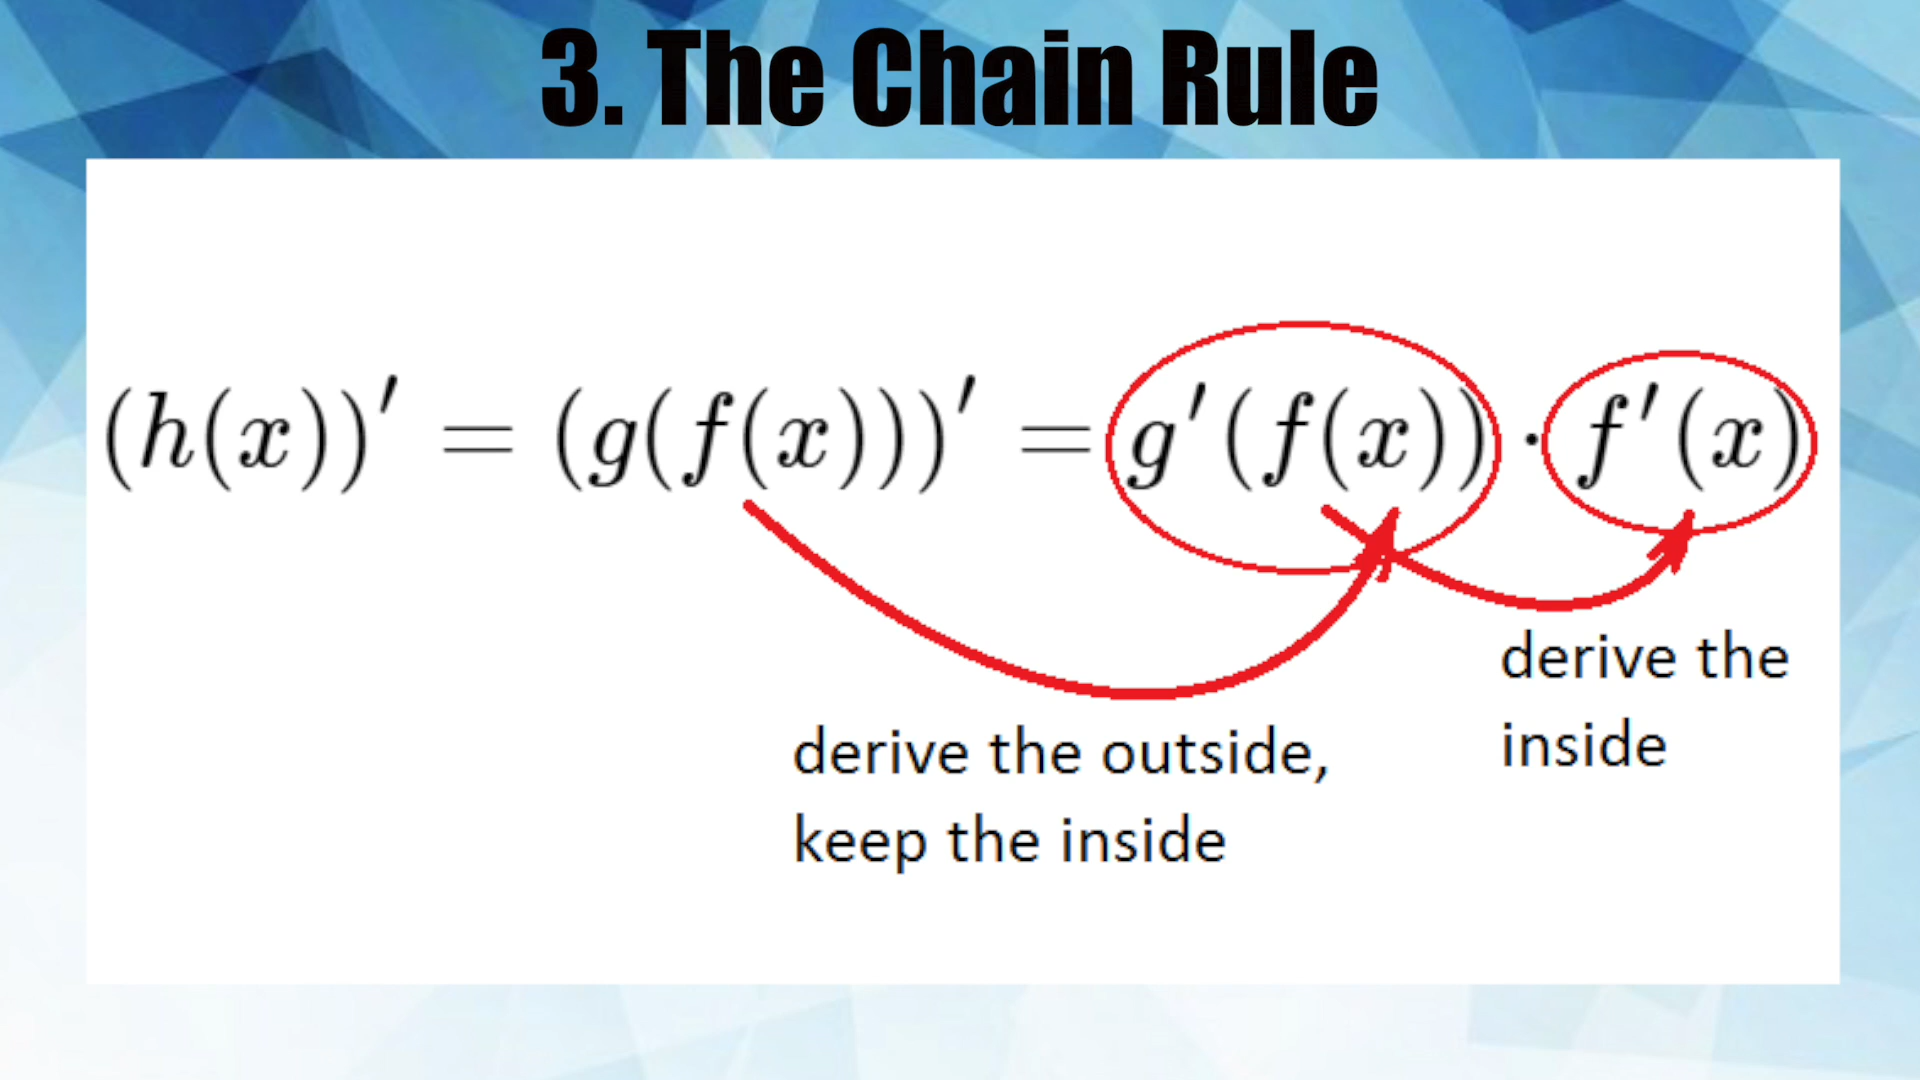 3. The Chain Rule
(h(x))′ = (g(f(x)))′ = g′(f(x)) · f′(x)
derive the outside,
keep the inside
derive the
inside